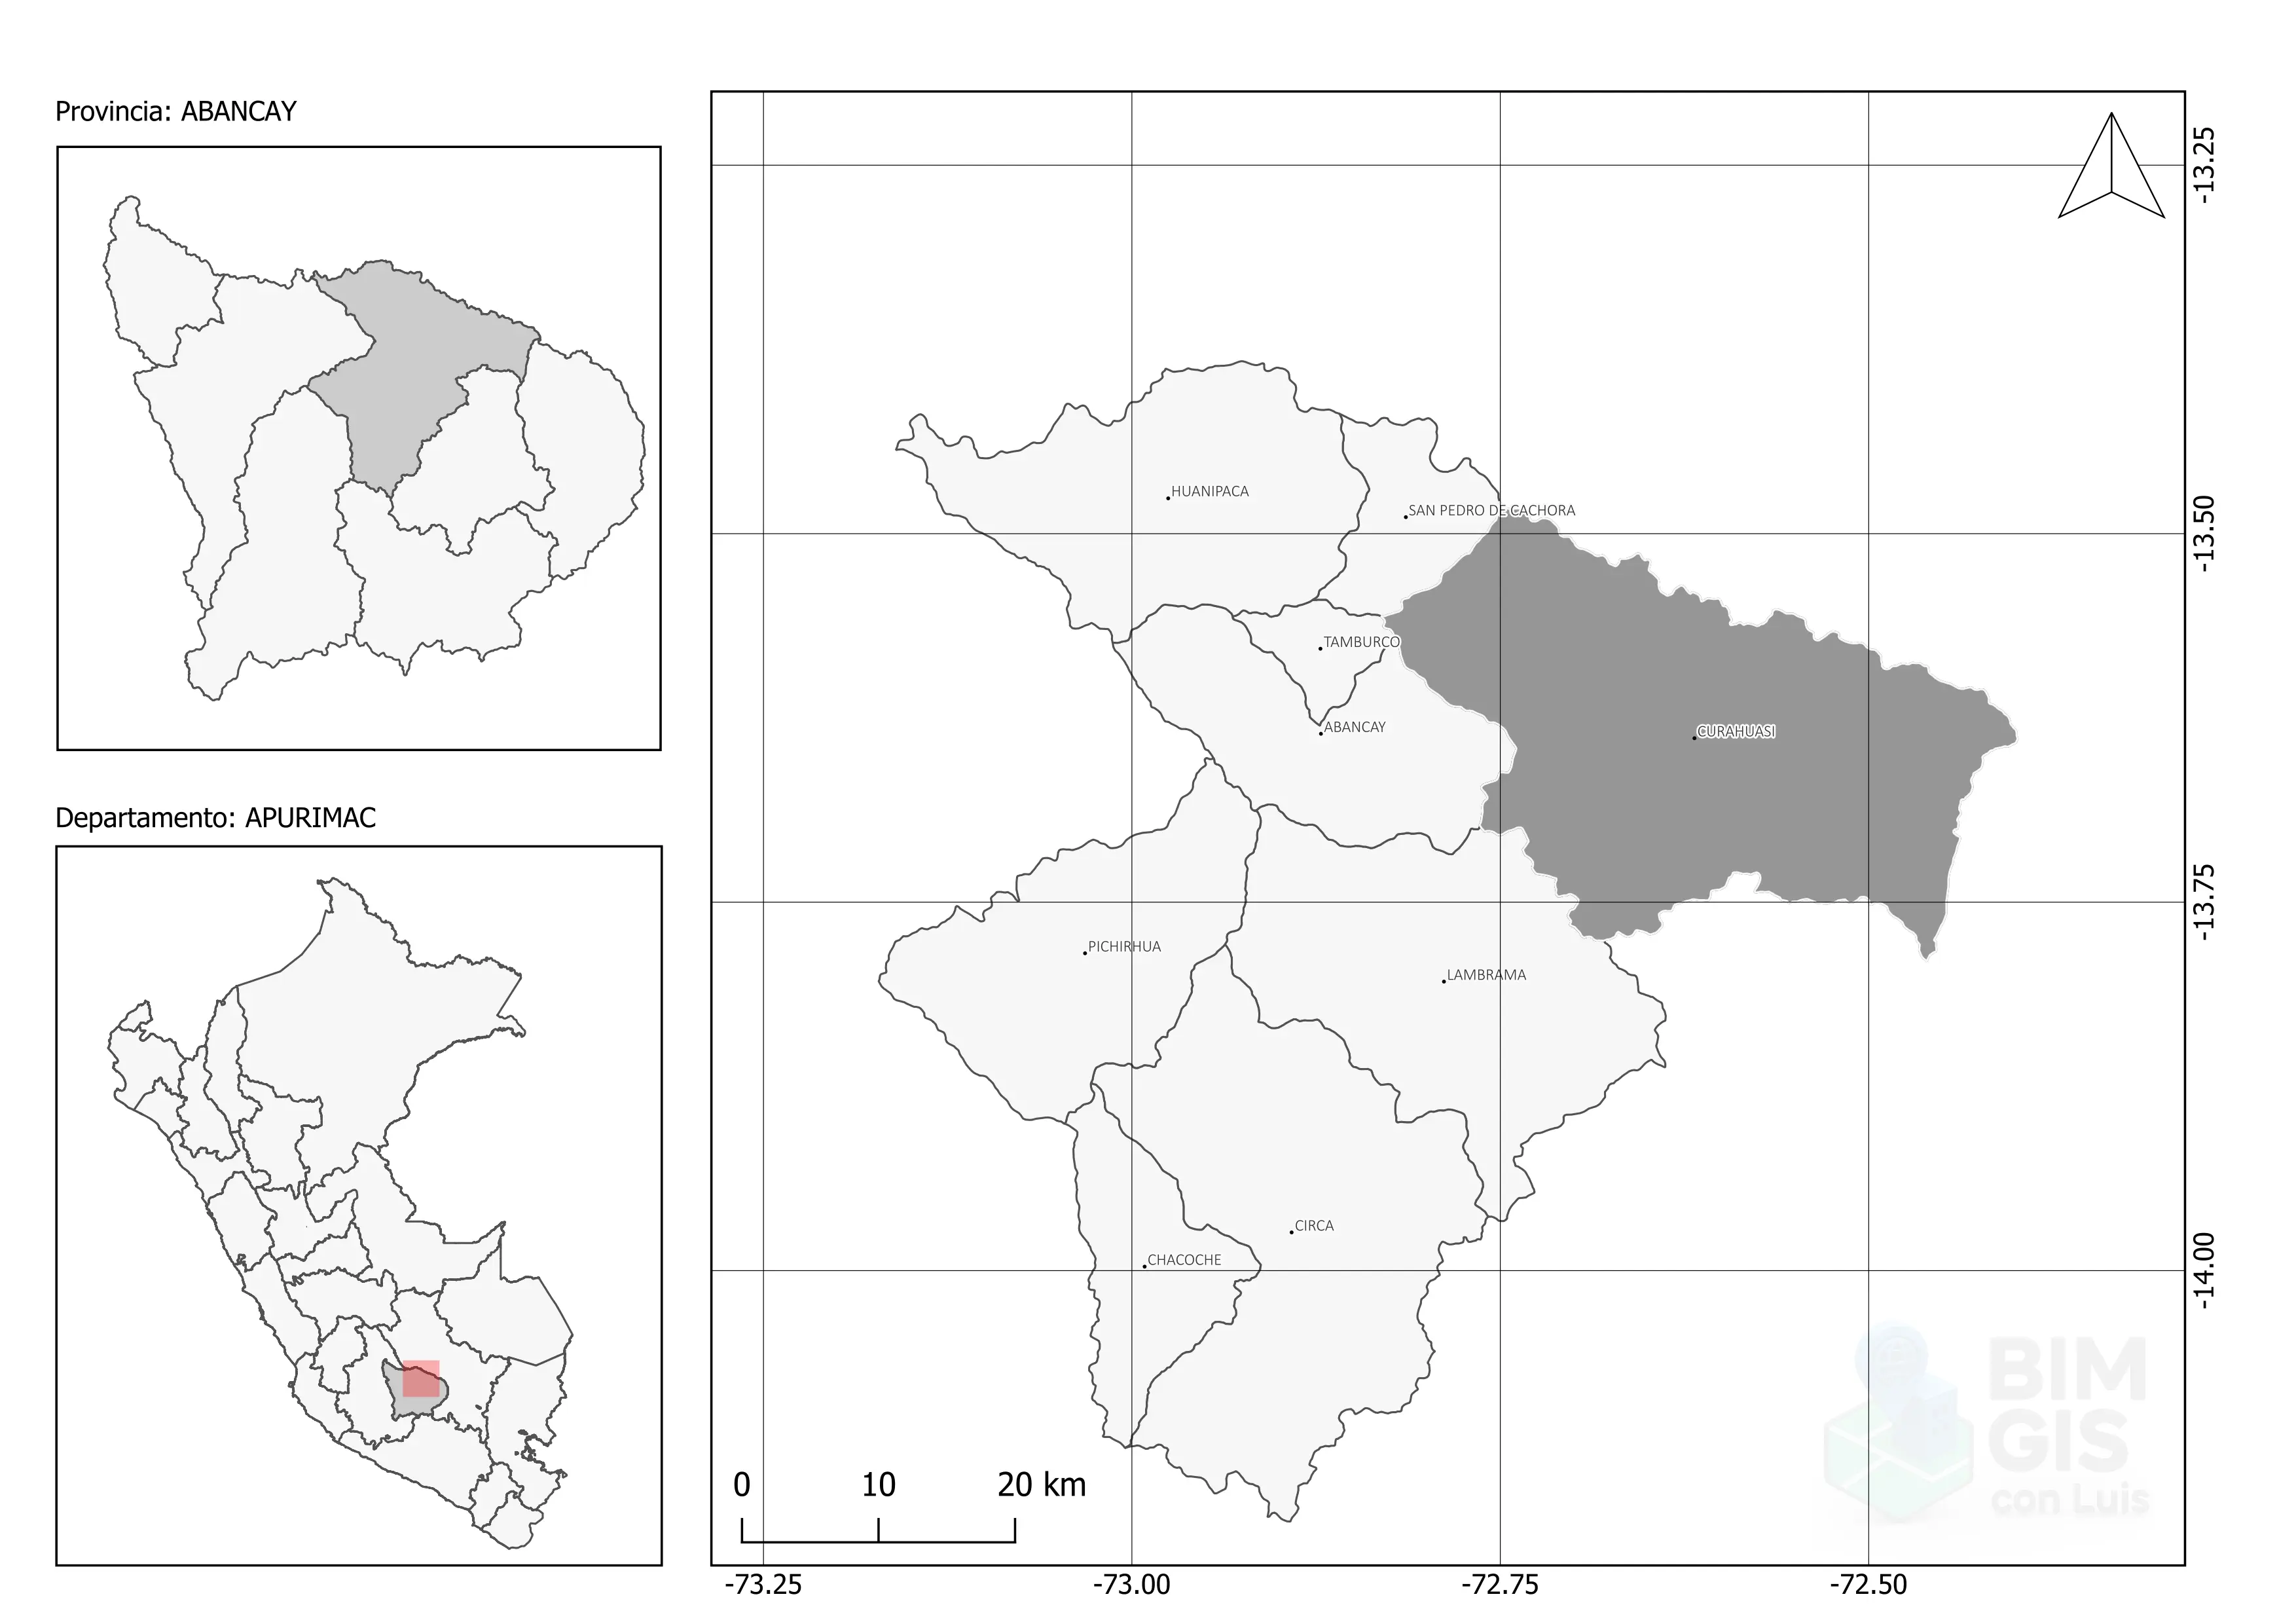 Provincia: ABANCAY
Departamento: APURIMAC
HUANIPACA
SAN PEDRO DE CACHORA
TAMBURCO
ABANCAY
CURAHUASI
PICHIRHUA
LAMBRAMA
CIRCA
CHACOCHE
-13.25
-13.50
-13.75
-14.00
0 10 20 km
-73.25 -73.00 -72.75 -72.50
BIM
GIS
con Luis